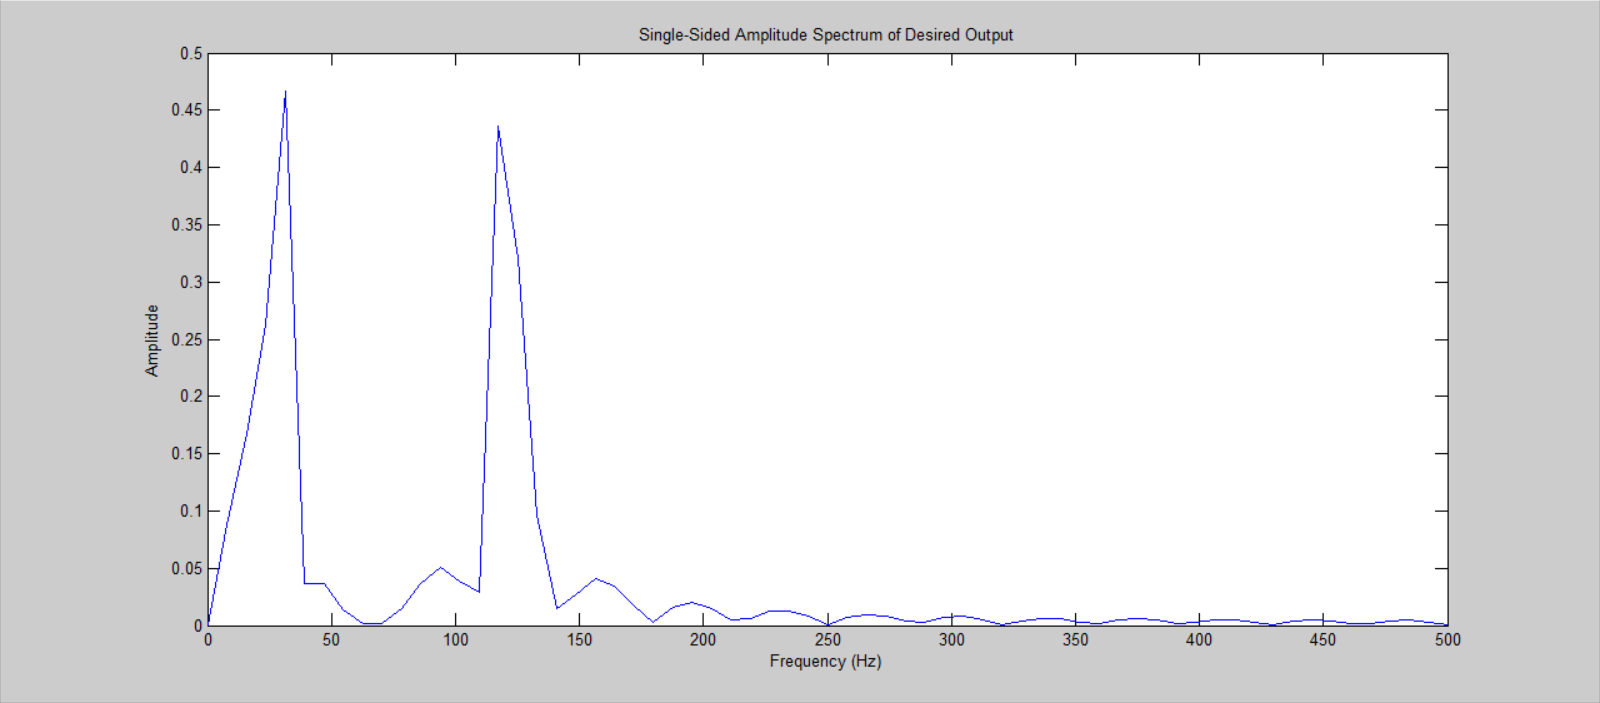 Single-Sided Amplitude Spectrum of Desired Output
0.5
0.45
0.4
0.35
0.3
0.25
0.2
0.15
0.1
0.05
0
Amplitude
0 50 100 150 200 250 300 350 400 450 500
Frequency (Hz)